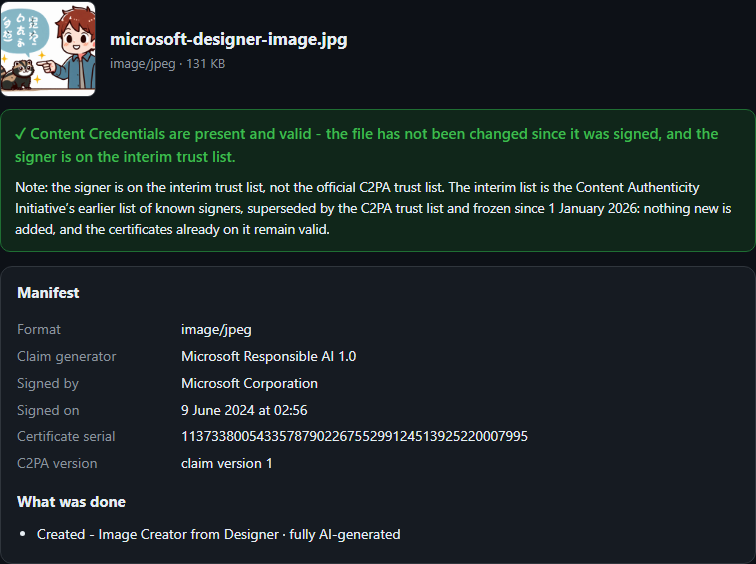 microsoft-designer-image.jpg
image/jpeg · 131 KB
✓ Content Credentials are present and valid - the file has not been changed since it was signed, and the
signer is on the interim trust list.
Note: the signer is on the interim trust list, not the official C2PA trust list. The interim list is the Content Authenticity
Initiative's earlier list of known signers, superseded by the C2PA trust list and frozen since 1 January 2026: nothing new is
added, and the certificates already on it remain valid.
Manifest
Format image/jpeg
Claim generator Microsoft Responsible AI 1.0
Signed by Microsoft Corporation
Signed on 9 June 2024 at 02:56
Certificate serial 1137338005433578790226755299124513925220007995
C2PA version claim version 1
What was done
• Created - Image Creator from Designer · fully AI-generated